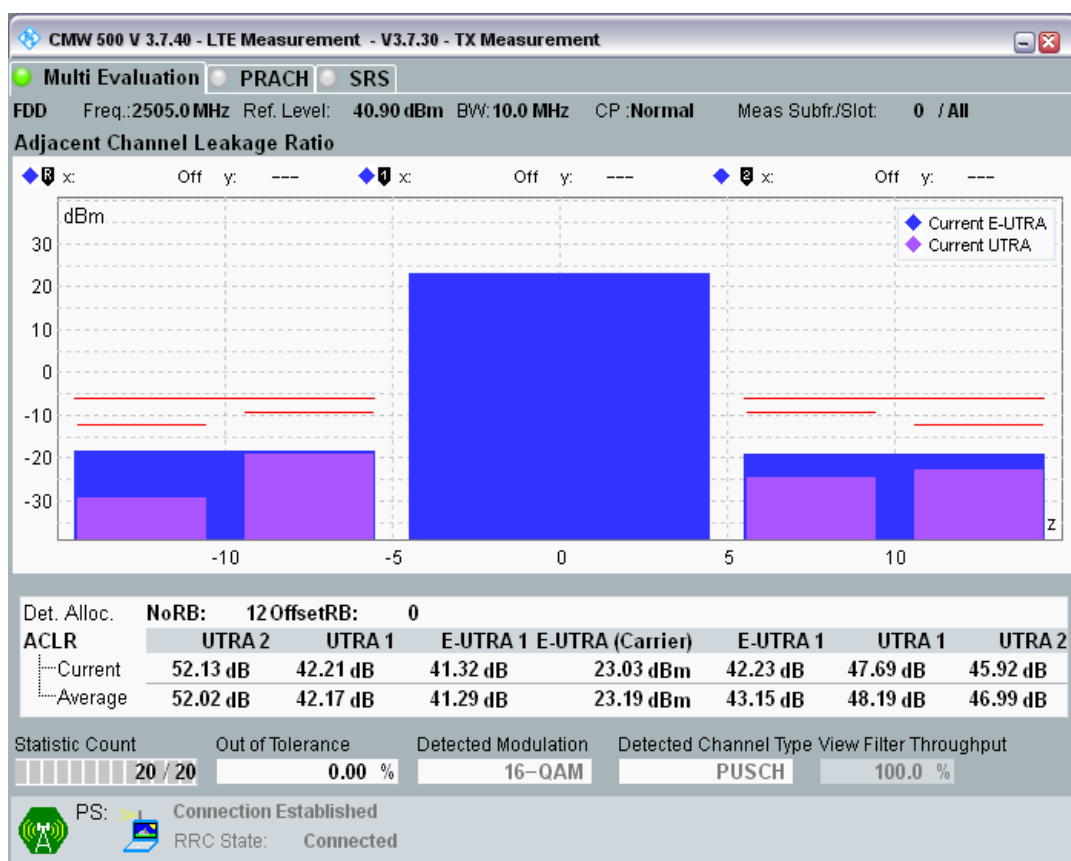 CMW 500 V 3.7.40 - LTE Measurement - V3.7.30 - TX Measurement
Multi Evaluation PRACH SRS
FDD Freq.:2505.0 MHz Ref. Level: 40.90 dBm BW: 10.0 MHz CP :Normal Meas Subfr./Slot: 0 / All
Adjacent Channel Leakage Ratio
R x: Off y: --- 1 x: Off y: --- 2 x: Off y: ---
dBm
Current E-UTRA
Current UTRA
30
20
10
0
-10
-20
-30
z
-10 -5 0 5 10
Det. Alloc. NoRB: 12 OffsetRB: 0
ACLR UTRA 2 UTRA 1 E-UTRA 1 E-UTRA (Carrier) E-UTRA 1 UTRA 1 UTRA 2
Current 52.13 dB 42.21 dB 41.32 dB 23.03 dBm 42.23 dB 47.69 dB 45.92 dB
Average 52.02 dB 42.17 dB 41.29 dB 23.19 dBm 43.15 dB 48.19 dB 46.99 dB
Statistic Count Out of Tolerance Detected Modulation Detected Channel Type View Filter Throughput
20 / 20 0.00 % 16-QAM PUSCH 100.0 %
PS: Connection Established
RRC State: Connected